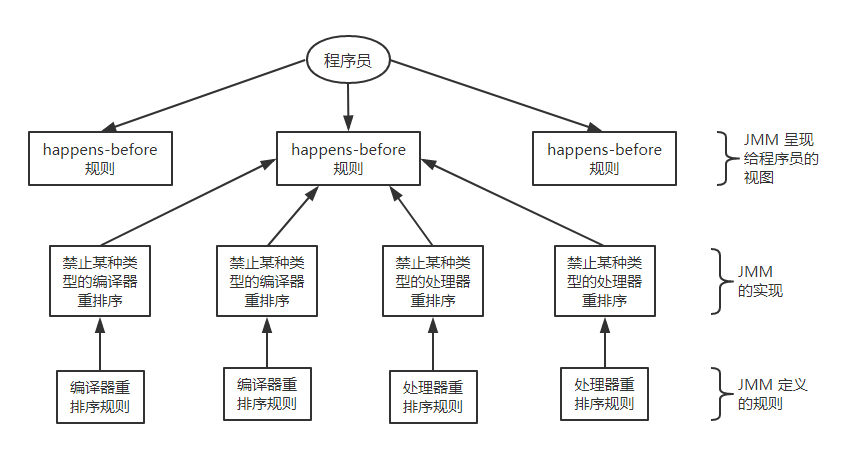 程序员
happens-before
规则
happens-before
规则
happens-before
规则
JMM 呈现
给程序员的
视图
禁止某种类
型的编译器
重排序
禁止某种类
型的编译器
重排序
禁止某种类
型的处理器
重排序
禁止某种类
型的处理器
重排序
JMM
的实现
编译器重
排序规则
编译器重
排序规则
处理器重
排序规则
处理器重
排序规则
JMM 定义
的规则